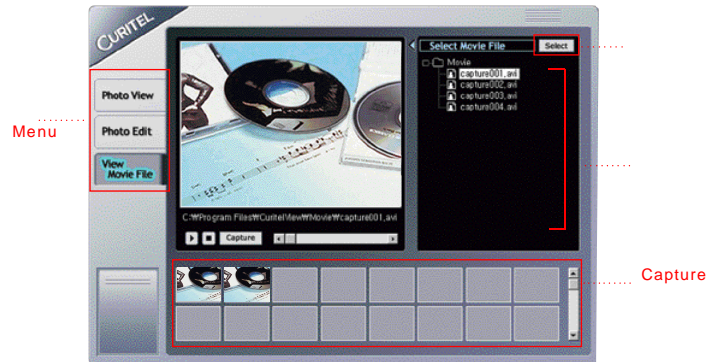 CURITEL
Select Movie File
Select
Movie
capture001,avi
capture002,avi
capture003,avi
capture004,avi
Photo View
Photo Edit
View
Movie File
Menu
C:₩Program Files₩CuritelView₩Movie₩capture001,avi
Capture
Capture